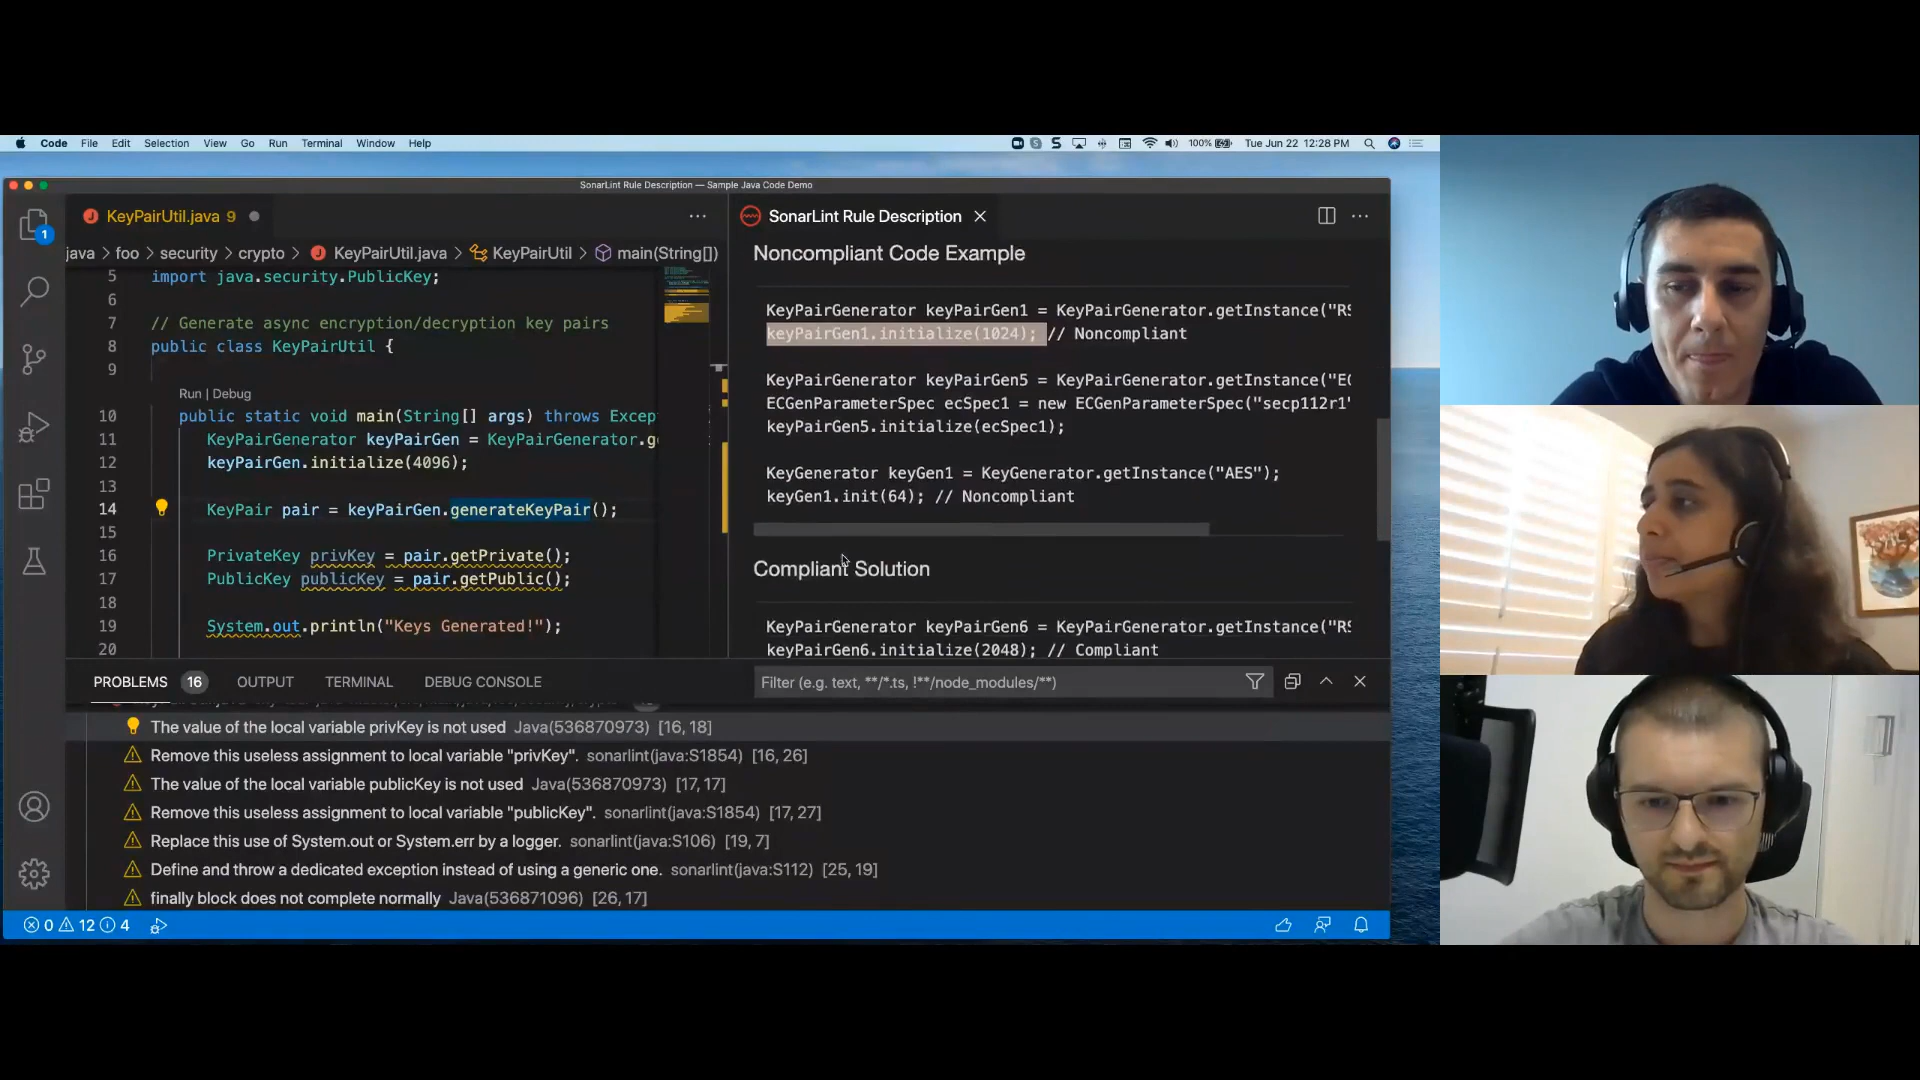 Code File Edit Selection View Go Run Terminal Window Help
100% Tue Jun 22 12:28 PM
SonarLint Rule Description — Sample Java Code Demo
1
KeyPairUtil.java 9
java > foo > security > crypto > KeyPairUtil.java > KeyPairUtil > main(String[])
5 import java.security.PublicKey;
6
7 // Generate async encryption/decryption key pairs
8 public class KeyPairUtil {
9
Run | Debug
10 public static void main(String[] args) throws Excep
11 KeyPairGenerator keyPairGen = KeyPairGenerator.ge
12 keyPairGen.initialize(4096);
13
14 KeyPair pair = keyPairGen.generateKeyPair();
15
16 PrivateKey privKey = pair.getPrivate();
17 PublicKey publicKey = pair.getPublic();
18
19 System.out.println("Keys Generated!");
20
SonarLint Rule Description
Noncompliant Code Example
KeyPairGenerator keyPairGen1 = KeyPairGenerator.getInstance("RS
keyPairGen1.initialize(1024); // Noncompliant
KeyPairGenerator keyPairGen5 = KeyPairGenerator.getInstance("EC
ECGenParameterSpec ecSpec1 = new ECGenParameterSpec("secp112r1"
keyPairGen5.initialize(ecSpec1);
KeyGenerator keyGen1 = KeyGenerator.getInstance("AES");
keyGen1.init(64); // Noncompliant
Compliant Solution
KeyPairGenerator keyPairGen6 = KeyPairGenerator.getInstance("RS
keyPairGen6.initialize(2048); // Compliant
PROBLEMS 16 OUTPUT TERMINAL DEBUG CONSOLE
Filter (e.g. text, **/*.ts, !**/node_modules/**)
The value of the local variable privKey is not used Java(536870973) [16, 18]
Remove this useless assignment to local variable "privKey". sonarlint(java:S1854) [16, 26]
The value of the local variable publicKey is not used Java(536870973) [17, 17]
Remove this useless assignment to local variable "publicKey". sonarlint(java:S1854) [17, 27]
Replace this use of System.out or System.err by a logger. sonarlint(java:S106) [19, 7]
Define and throw a dedicated exception instead of using a generic one. sonarlint(java:S112) [25, 19]
finally block does not complete normally Java(536871096) [26, 17]
0 12 4